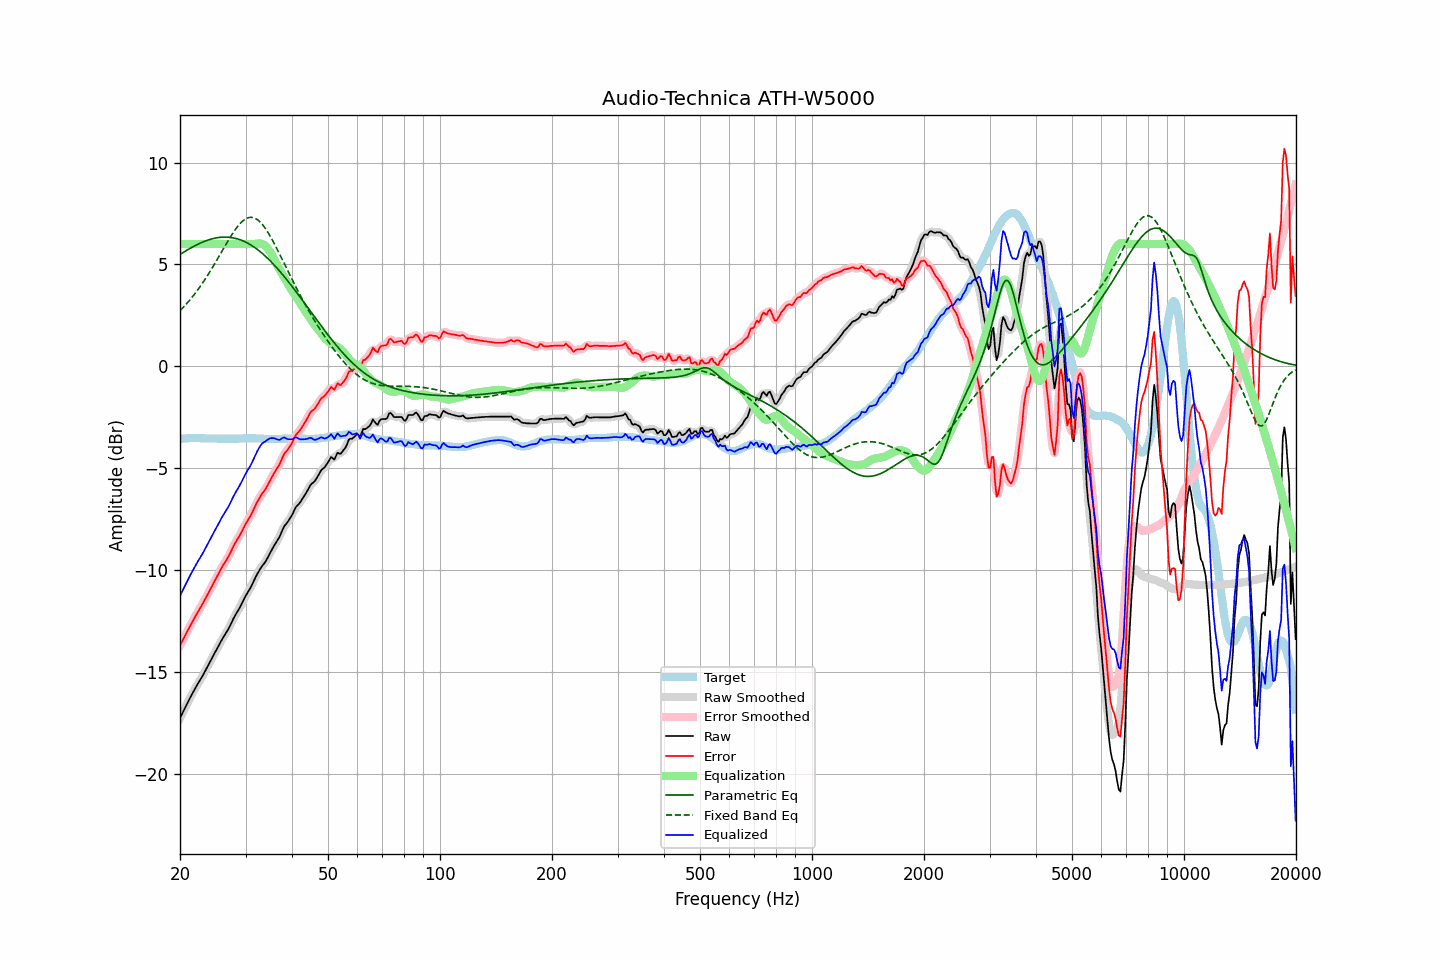 Audio-Technica ATH-W5000
Amplitude (dBr)
10
5
0
−5
−10
−15
−20
Target
Raw Smoothed
Error Smoothed
Raw
Error
Equalization
Parametric Eq
Fixed Band Eq
Equalized
20 50 100 200 500 1000 2000 5000 10000 20000
Frequency (Hz)